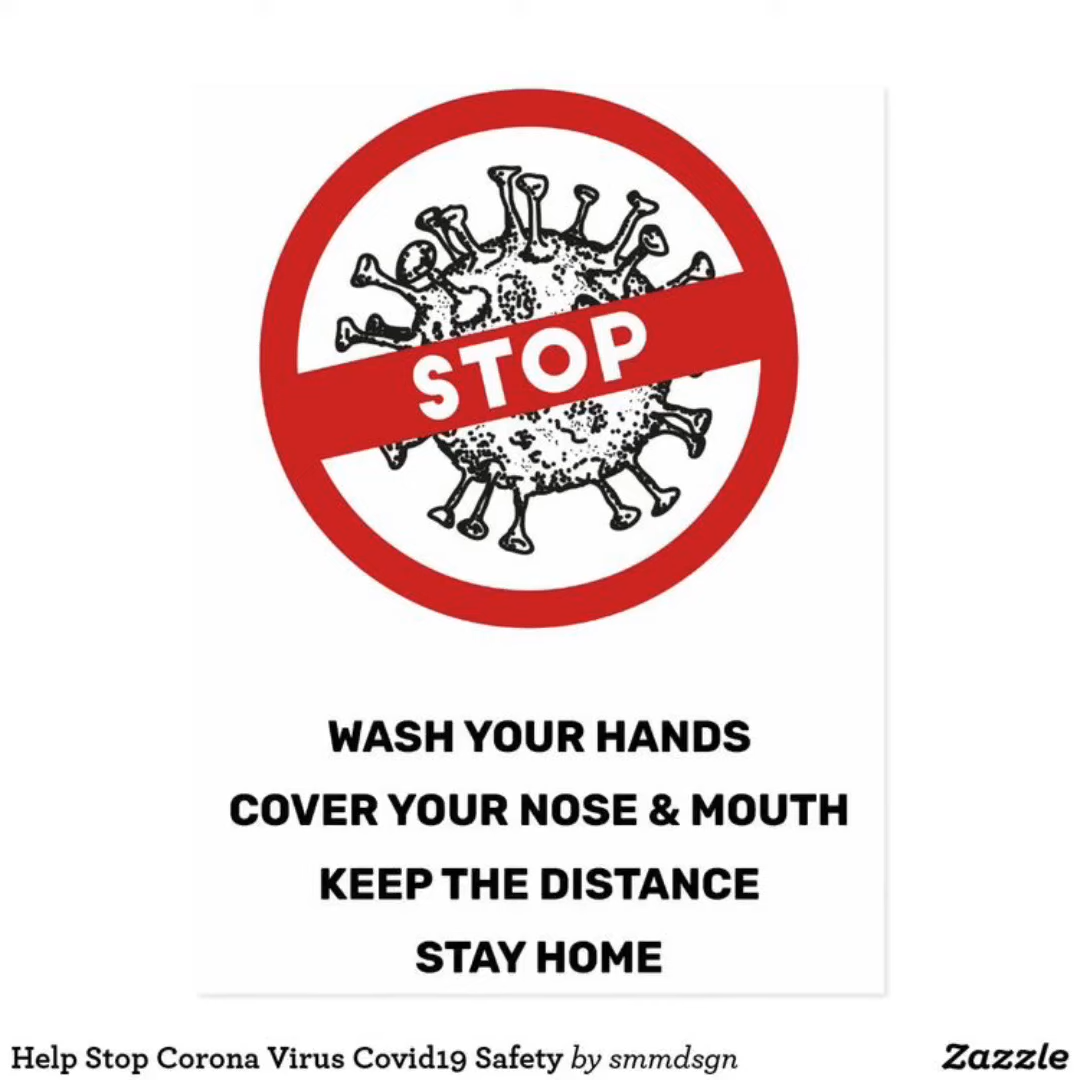 STOP
WASH YOUR HANDS
COVER YOUR NOSE & MOUTH
KEEP THE DISTANCE
STAY HOME
Help Stop Corona Virus Covid19 Safety by smmdsgn
Zazzle